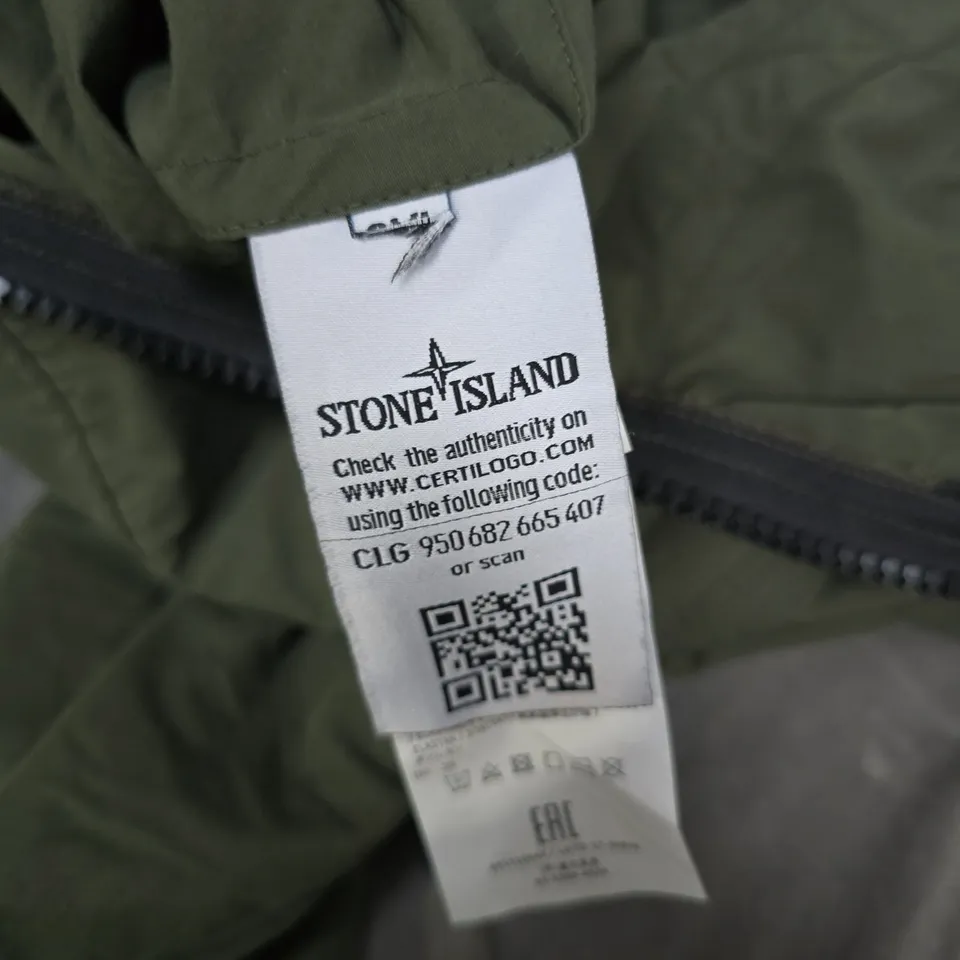 STONE ISLAND
Check the authenticity on
WWW.CERTILOGO.COM
using the following code:
CLG 950 682 665 407
or scan
EAC